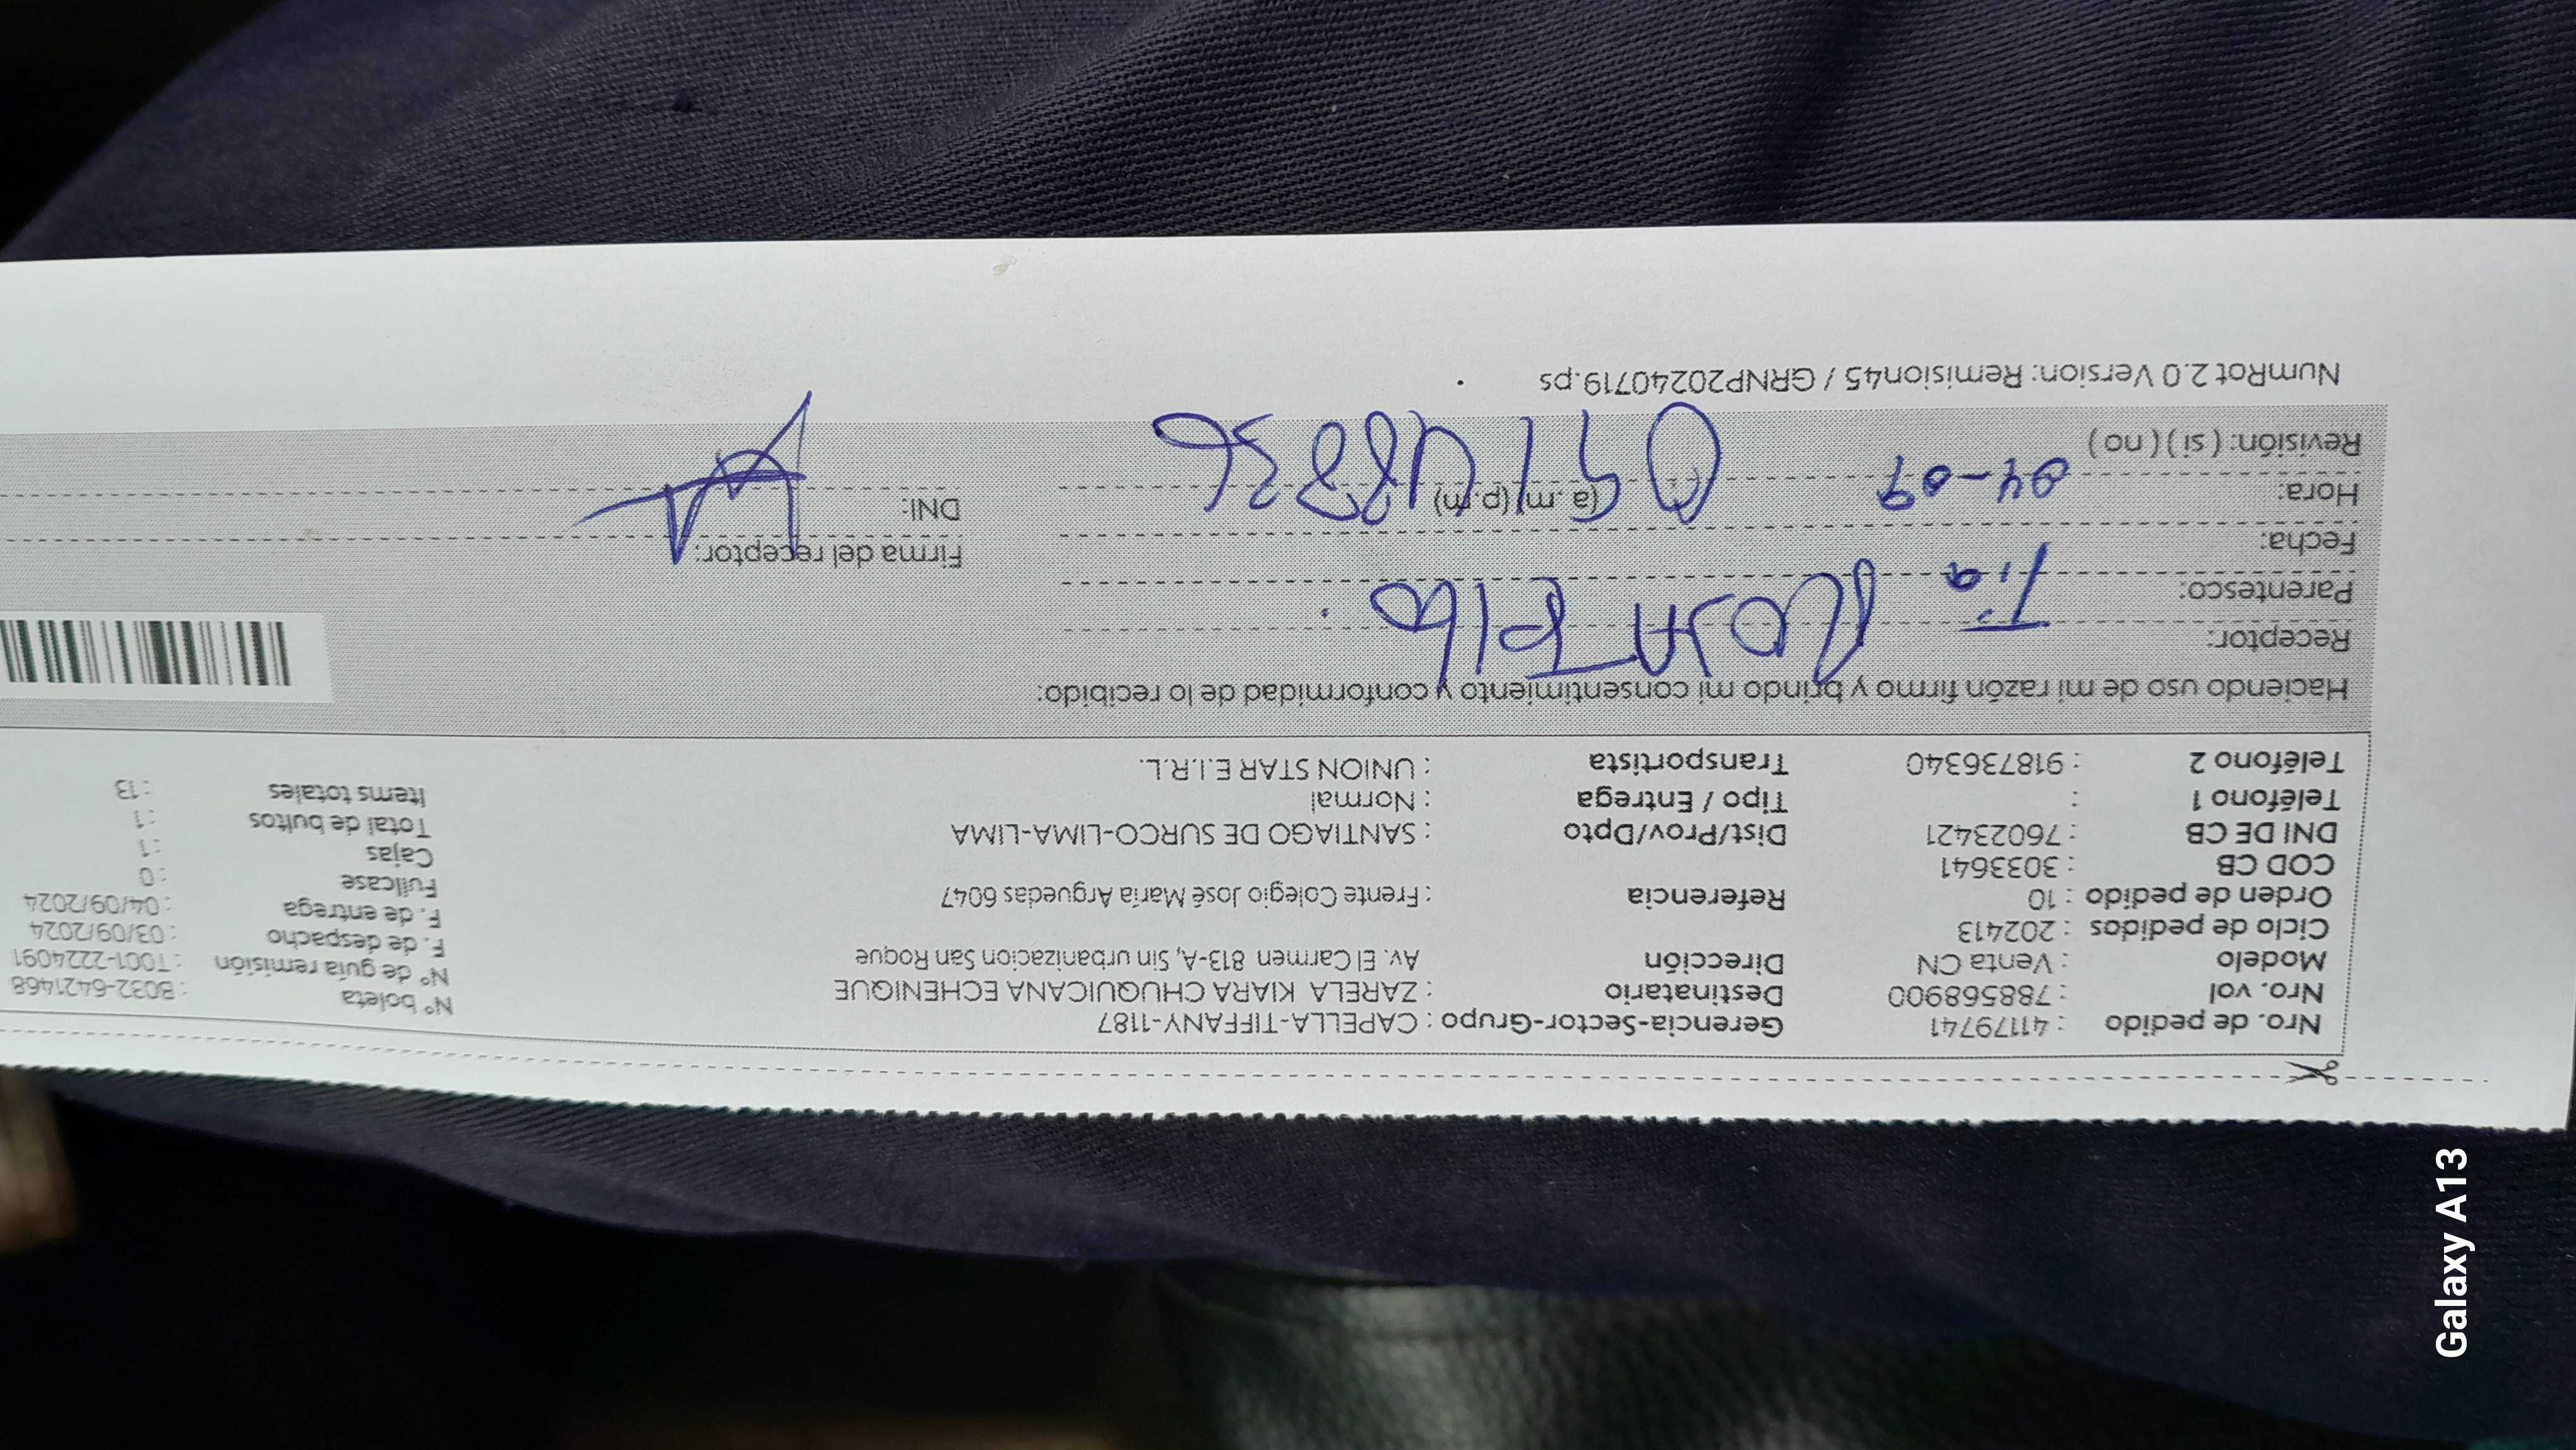 Nro. de pedido : 41179741 Gerencia-Sector-Grupo : CAPELLA-TIFFANY-1187 N° boleta : B032-6421468
Nro. vol : 788568900 Destinatario : ZARELA KIARA CHUQUICANA ECHENIQUE N° de guía remisión : T001-2224091
Modelo : Venta CN Dirección Av. El Carmen 813-A, Sin urbanizacion San Roque F. de despacho : 03/09/2024
Ciclo de pedidos : 202413 F. de entrega : 04/09/2024
Orden de pedido : 10 Referencia : Frente Colegio José María Arguedas 6047 Fullcase : 0
COD CB : 3033641 Cajas : 1
DNI DE CB : 76023421 Dist/Prov/Dpto : SANTIAGO DE SURCO-LIMA-LIMA Total de bultos : 1
Teléfono 1 : Tipo / Entrega : Normal Items totales : 13
Teléfono 2 : 918736340 Transportista : UNION STAR E.I.R.L.
Haciendo uso de mi razón firmo y brindo mi consentimiento y conformidad de lo recibido:
Receptor:
Parentesco: Tia
Fecha: Firma del receptor:
Hora: 04-09 (a.m) (p.m) DNI:
Revisión: ( si ) ( no )
NumRot 2.0 Version: Remision45 / GRNP20240719.ps
Galaxy A13